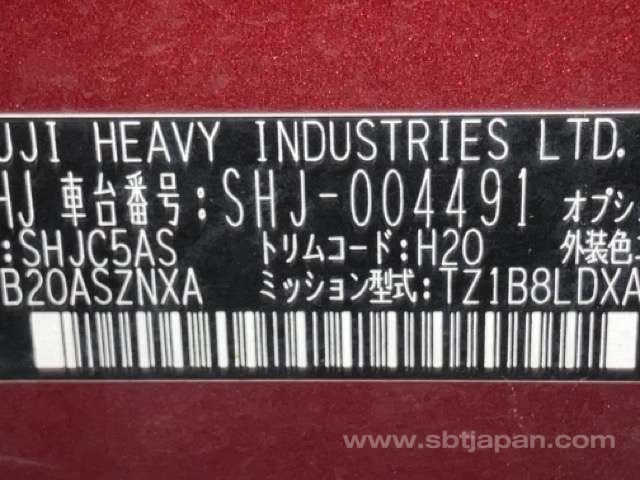 UJI HEAVY INDUSTRIES LTD.
HJ 車台番号:SHJ-004491 オプシ
:SHJC5AS トリムコード:H20 外装色コ
B20ASZNXA ミッション型式:TZ1B8LDXA
www.sbtjapan.com